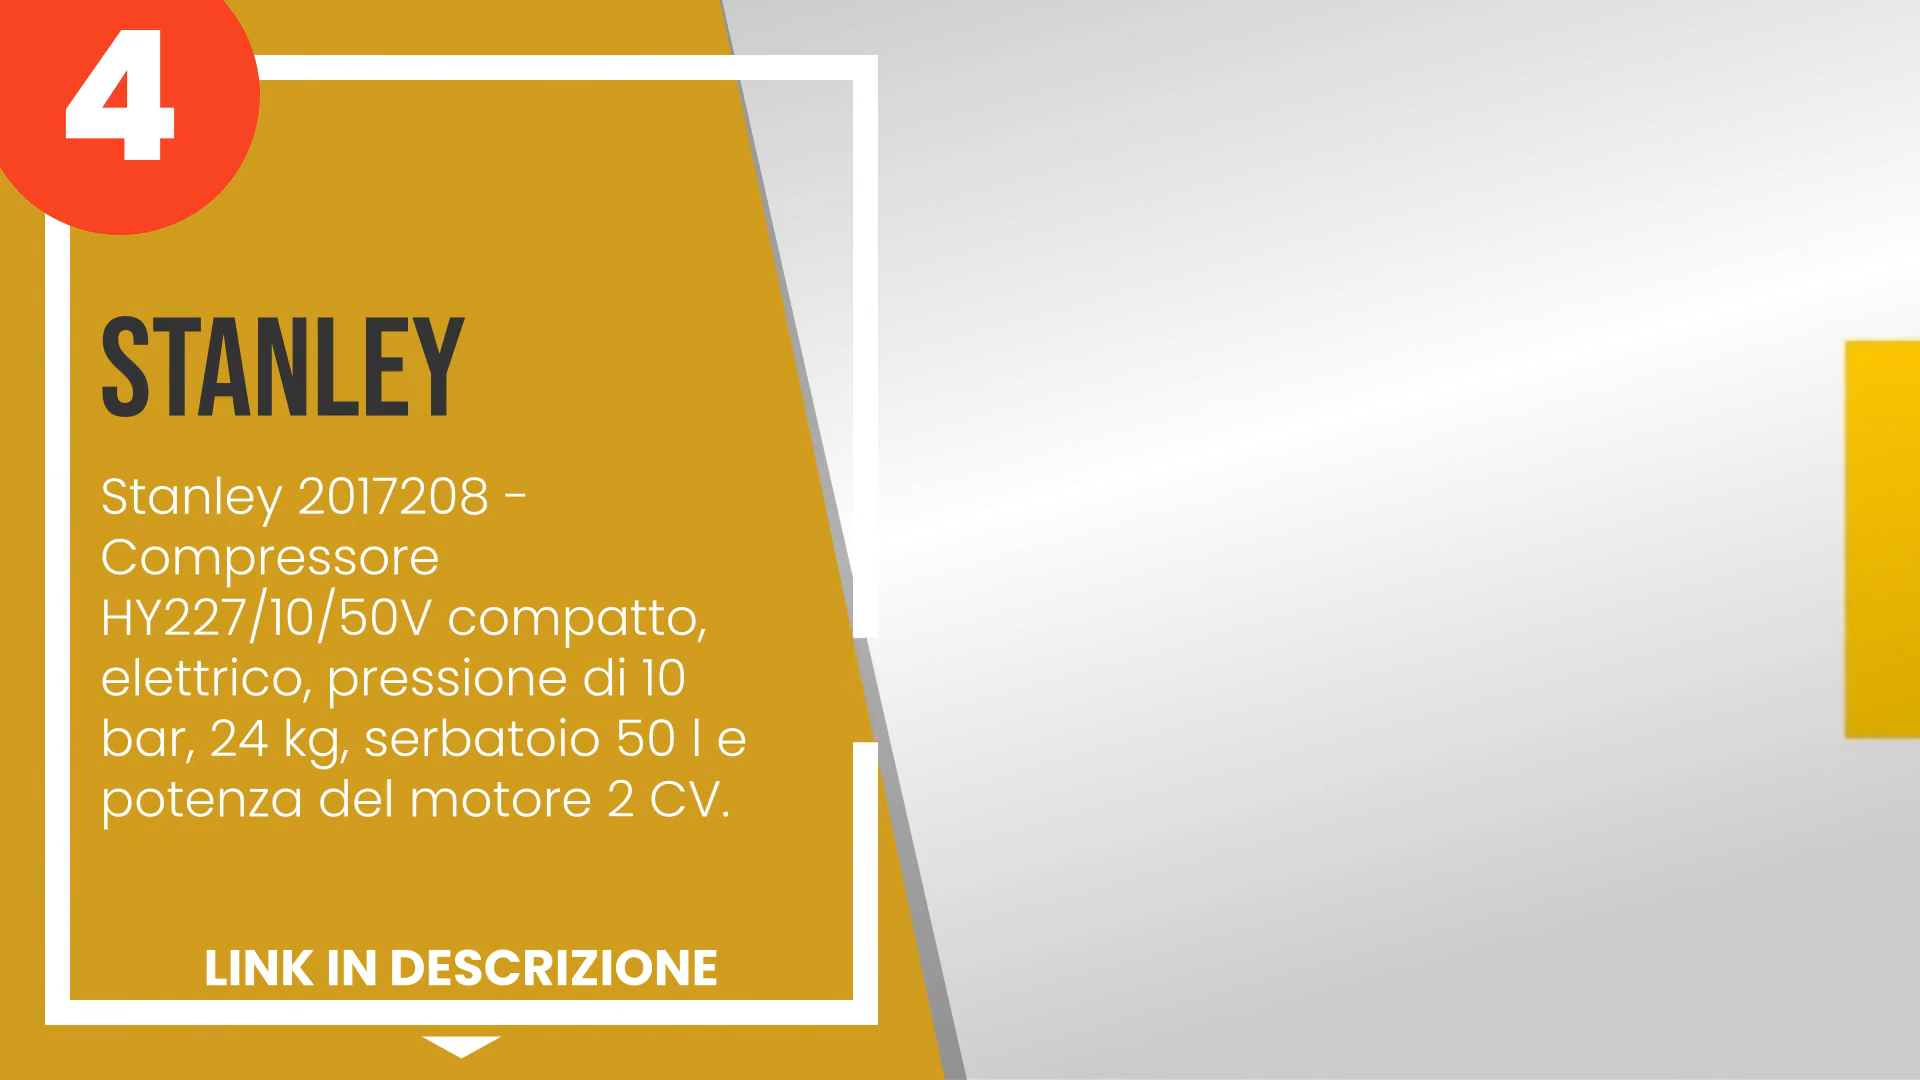 4
STANLEY
Stanley 2017208 -
Compressore
HY227/10/50V compatto,
elettrico, pressione di 10
bar, 24 kg, serbatoio 50 l e
potenza del motore 2 CV.
LINK IN DESCRIZIONE